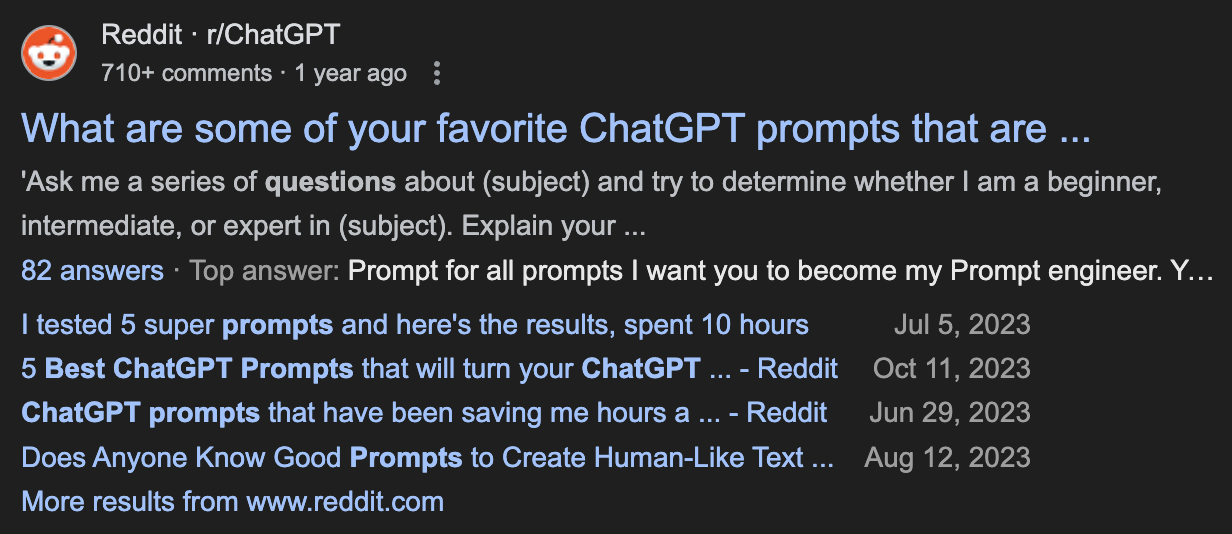 Reddit · r/ChatGPT
710+ comments · 1 year ago
What are some of your favorite ChatGPT prompts that are ...
'Ask me a series of questions about (subject) and try to determine whether I am a beginner,
intermediate, or expert in (subject). Explain your ...
82 answers · Top answer: Prompt for all prompts I want you to become my Prompt engineer. Y...
I tested 5 super prompts and here's the results, spent 10 hours Jul 5, 2023
5 Best ChatGPT Prompts that will turn your ChatGPT ... - Reddit Oct 11, 2023
ChatGPT prompts that have been saving me hours a ... - Reddit Jun 29, 2023
Does Anyone Know Good Prompts to Create Human-Like Text ... Aug 12, 2023
More results from www.reddit.com